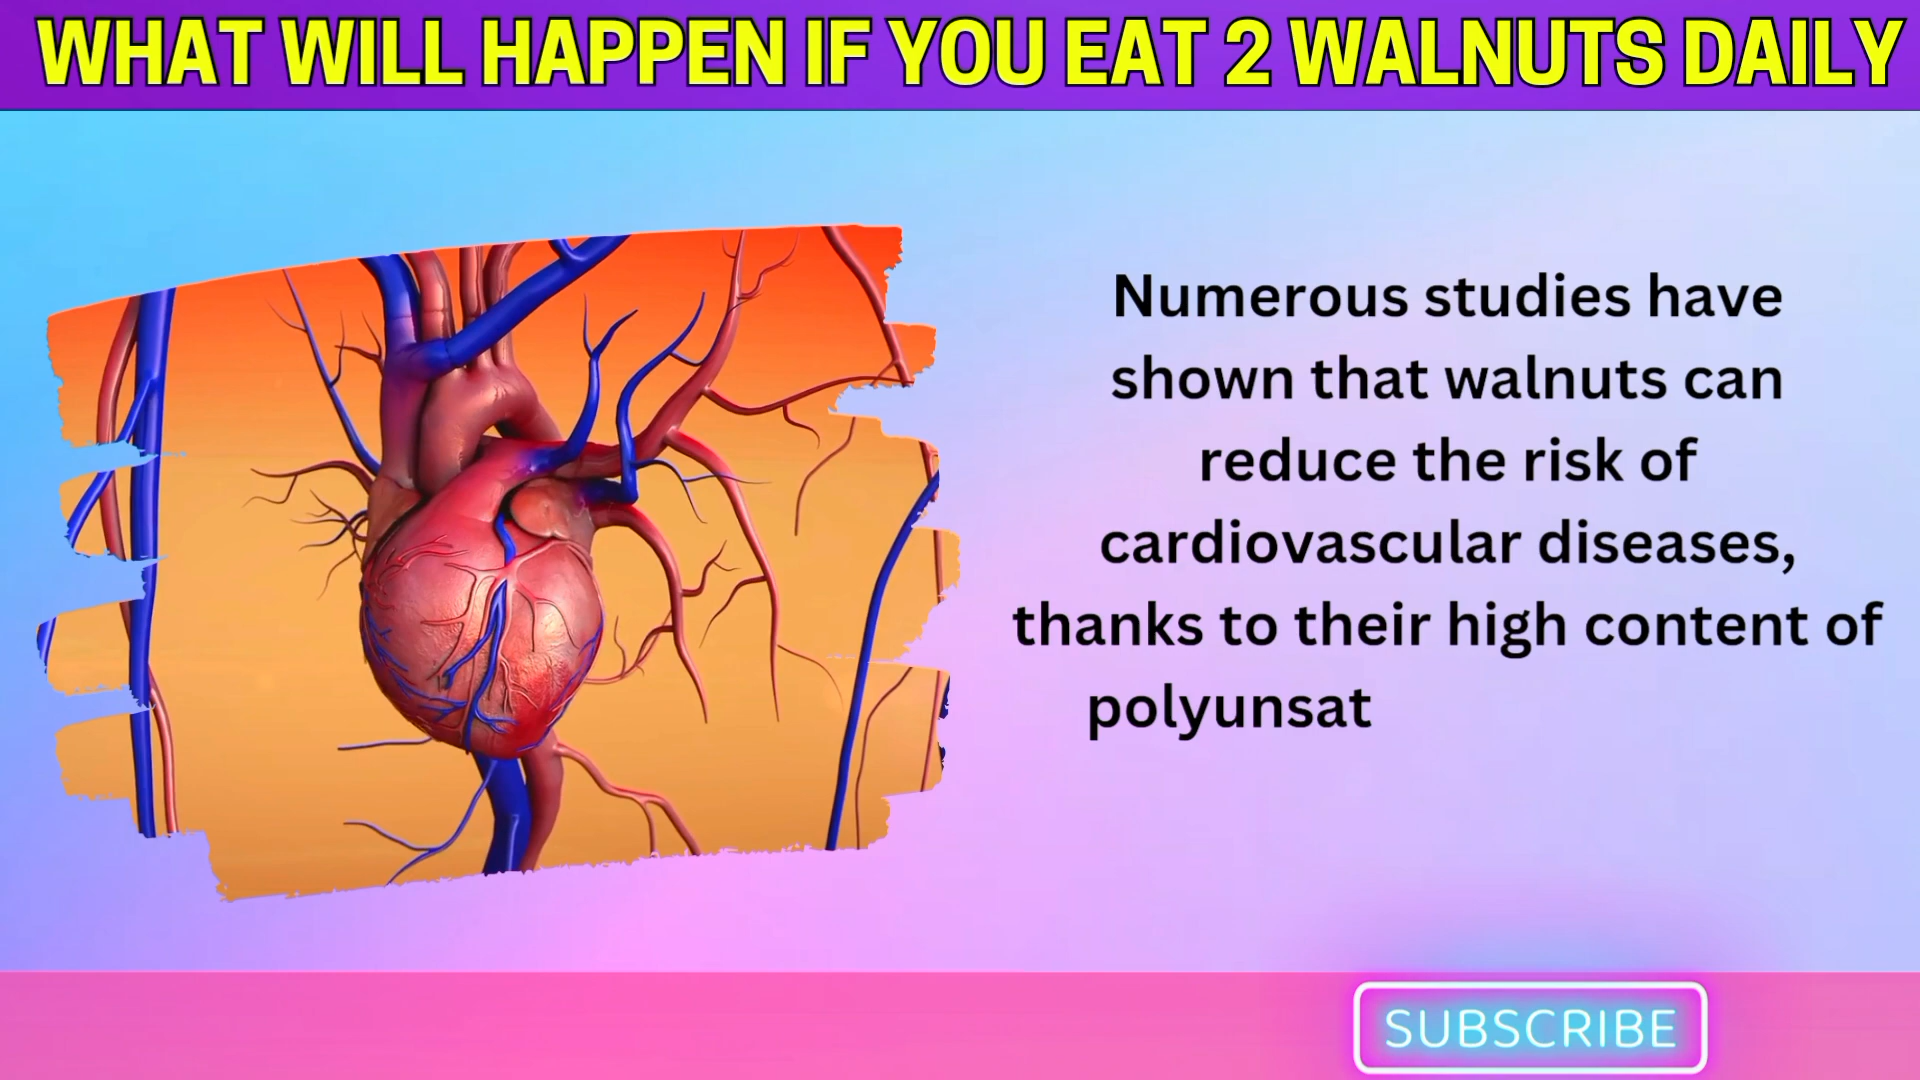 WHAT WILL HAPPEN IF YOU EAT 2 WALNUTS DAILY
Numerous studies have
shown that walnuts can
reduce the risk of
cardiovascular diseases,
thanks to their high content of
polyunsat
SUBSCRIBE